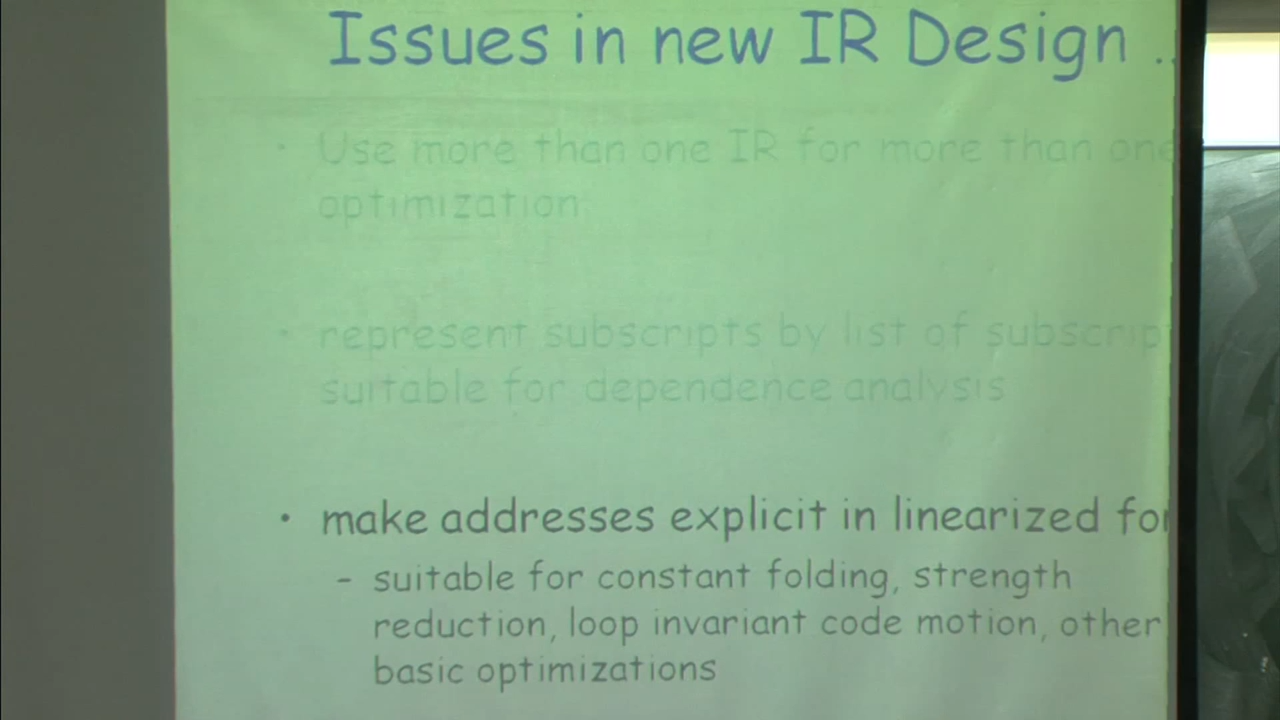 Issues in new IR Design ..
• Use more than one IR for more than one
optimization
• represent subscripts by list of subscrip
suitable for dependence analysis
• make addresses explicit in linearized for
- suitable for constant folding, strength
reduction, loop invariant code motion, other
basic optimizations